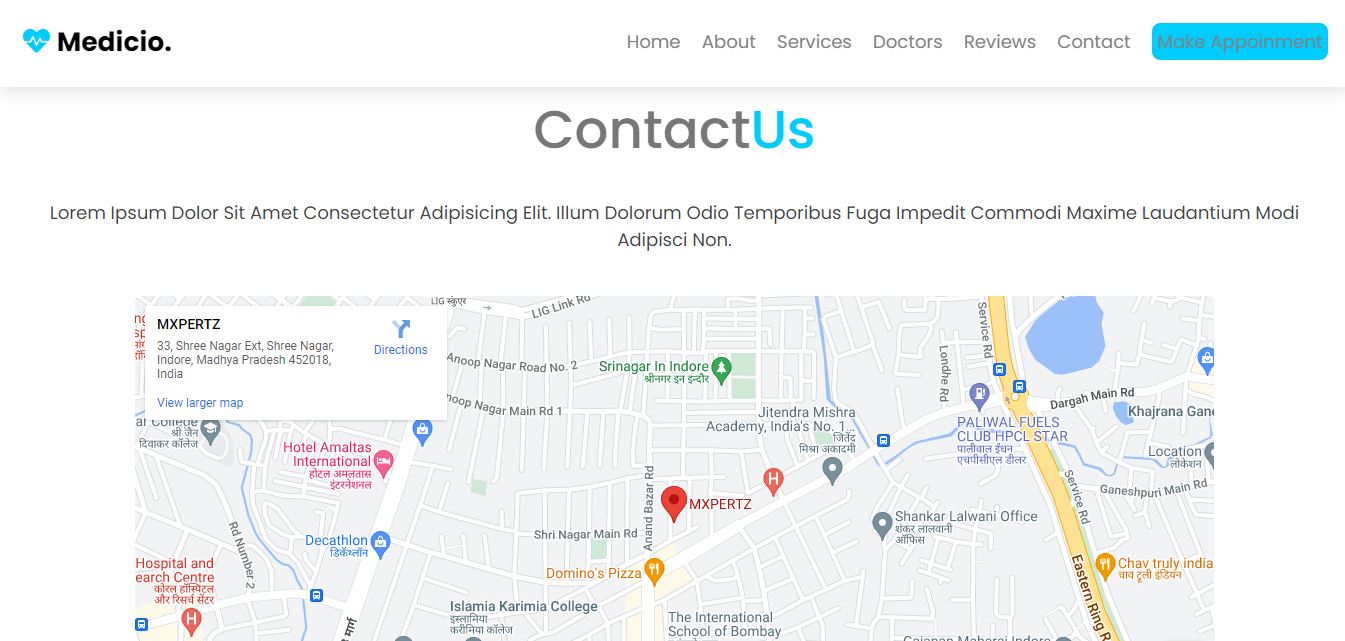 Medicio.
Home About Services Doctors Reviews Contact Make Appoinment
ContactUs
Lorem Ipsum Dolor Sit Amet Consectetur Adipisicing Elit. Illum Dolorum Odio Temporibus Fuga Impedit Commodi Maxime Laudantium Modi
Adipisci Non.
MXPERTZ
33, Shree Nagar Ext, Shree Nagar,
Indore, Madhya Pradesh 452018,
India
Directions
View larger map
LIG स्कुएर
LIG Link Rd
Anoop Nagar Road No. 2
Anoop Nagar Main Rd 1
Srinagar In Indore
श्रीनगर इन इन्दौर
Service Rd
Londhe Rd
Dargah Main Rd
Khajrana Gane
PALIWAL FUELS
CLUB HPCL STAR
पालीवाल ईंधन
एचपीसीएल डीलर
Jitendra Mishra
Academy, India's No. 1...
जितेंद्र
मिश्रा अकादमी
College
श्री जैन
दिवाकर कॉलेज
Hotel Amaltas
International
होटल अमलतास
इंटरनेशनल
Location
लोकेशन
Ganeshpuri Main Rd
Service Rd
Anand Bazar Rd
MXPERTZ
Shri Nagar Main Rd
Shankar Lalwani Office
शंकर लालवानी
ऑफिस
Rd Number 2
Decathlon
डिकॅथ्लॉन
Hospital and
earch Centre
कोरल हॉस्पिटल
और रिसर्च सेंटर
Domino's Pizza
Chav truly india
चाव ट्रूली इंडियन
Eastern Ring R
Islamia Karimia College
इस्लामिया
करीमिया कॉलेज
मार्ग
The International
School of Bombay
Gajanan Maharaj Indore